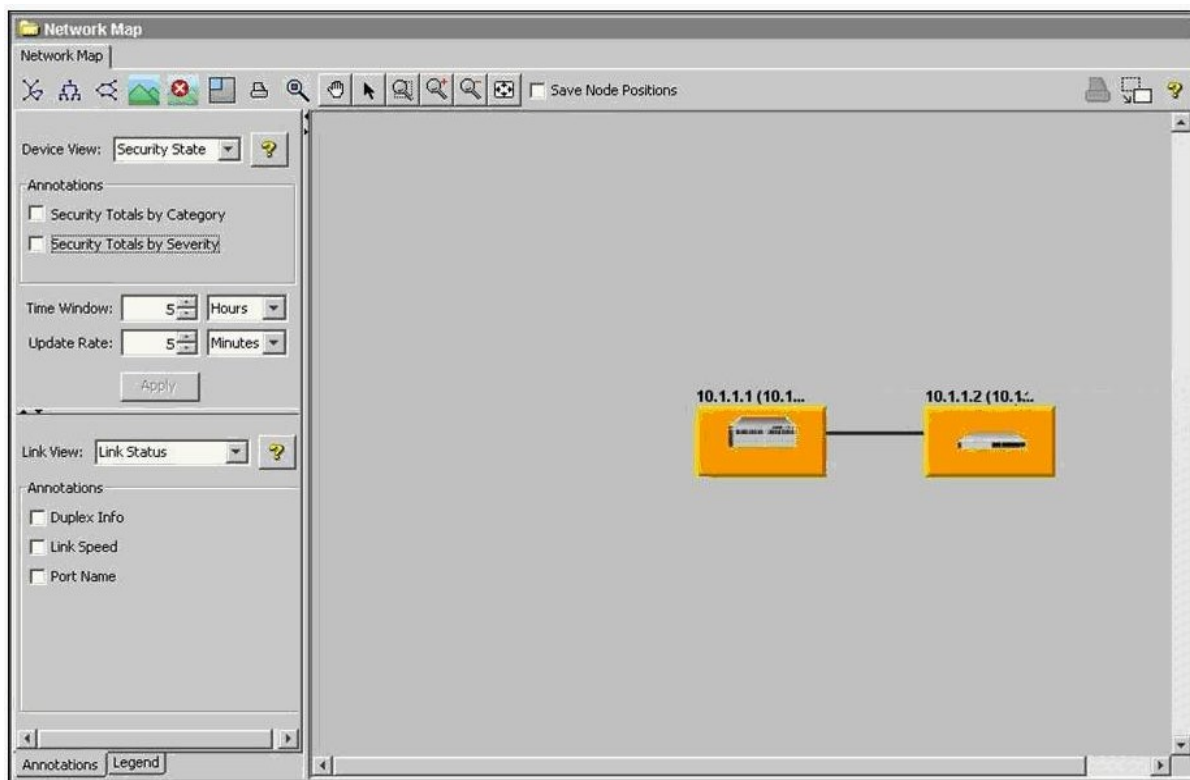 Network Map
Network Map
Save Node Positions
Device View: Security State
Annotations
Security Totals by Category
Security Totals by Severity
Time Window: 5 Hours
Update Rate: 5 Minutes
Apply
10.1.1.1 (10.1... 10.1.1.2 (10.1...
Link View: Link Status
Annotations
Duplex Info
Link Speed
Port Name
Annotations Legend